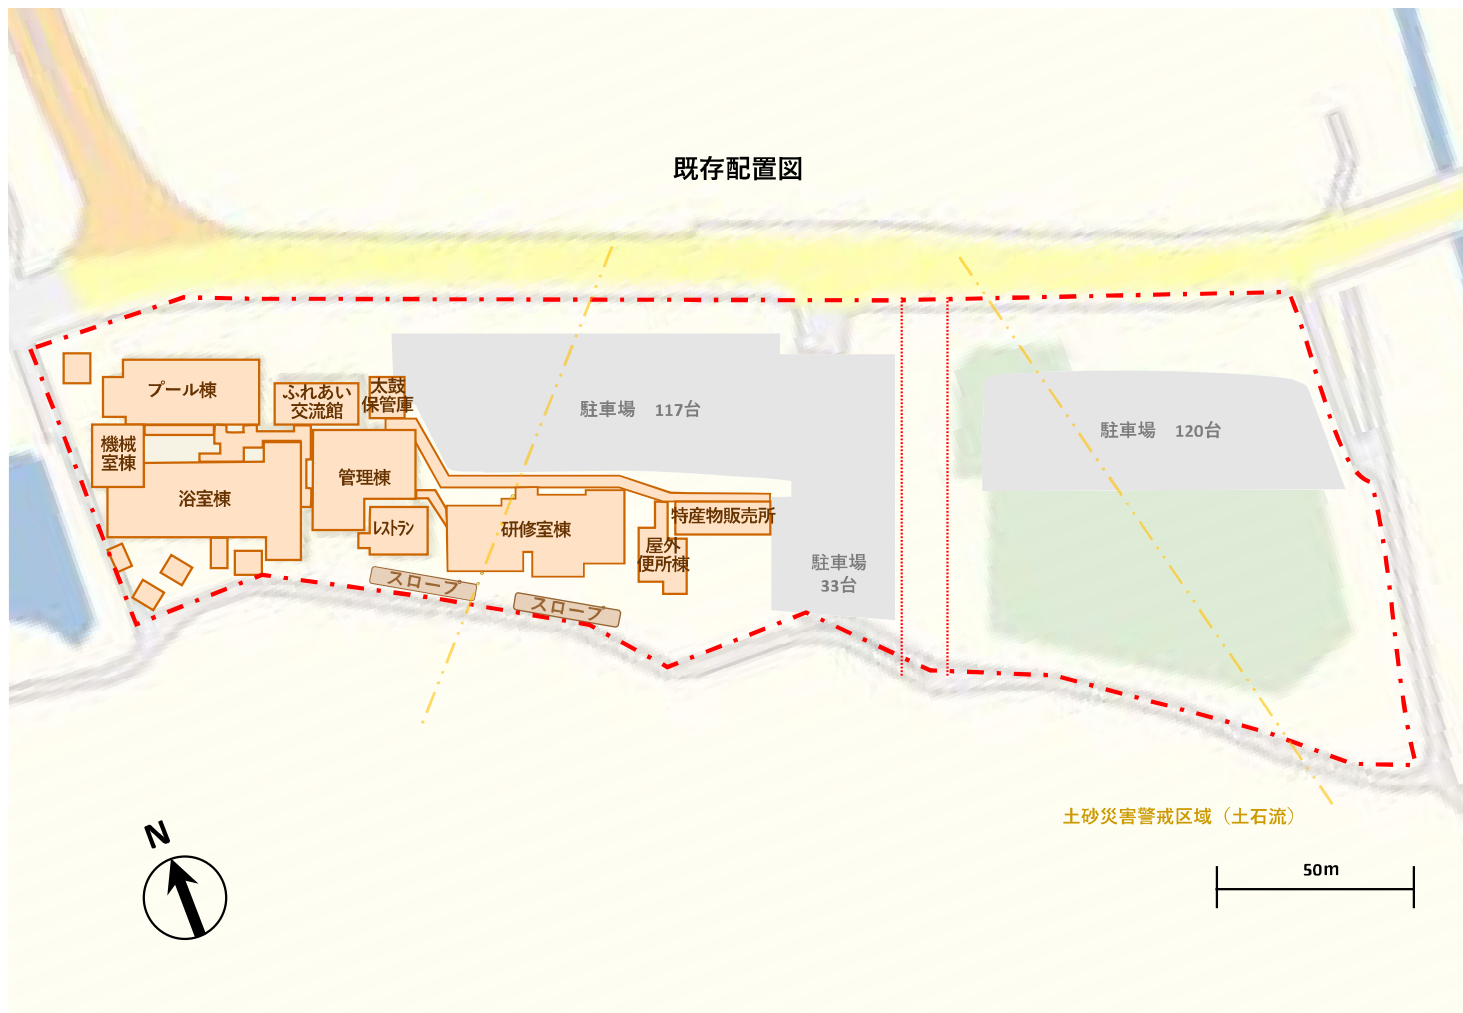 既存配置図
プール棟
ふれあい
交流館
太鼓
保管庫
駐車場　117台
駐車場　120台
機械
室棟
浴室棟
管理棟
レストラン
研修室棟
特産物販売所
屋外
便所棟
駐車場
33台
スロープ
スロープ
土砂災害警戒区域（土石流）
N
50m